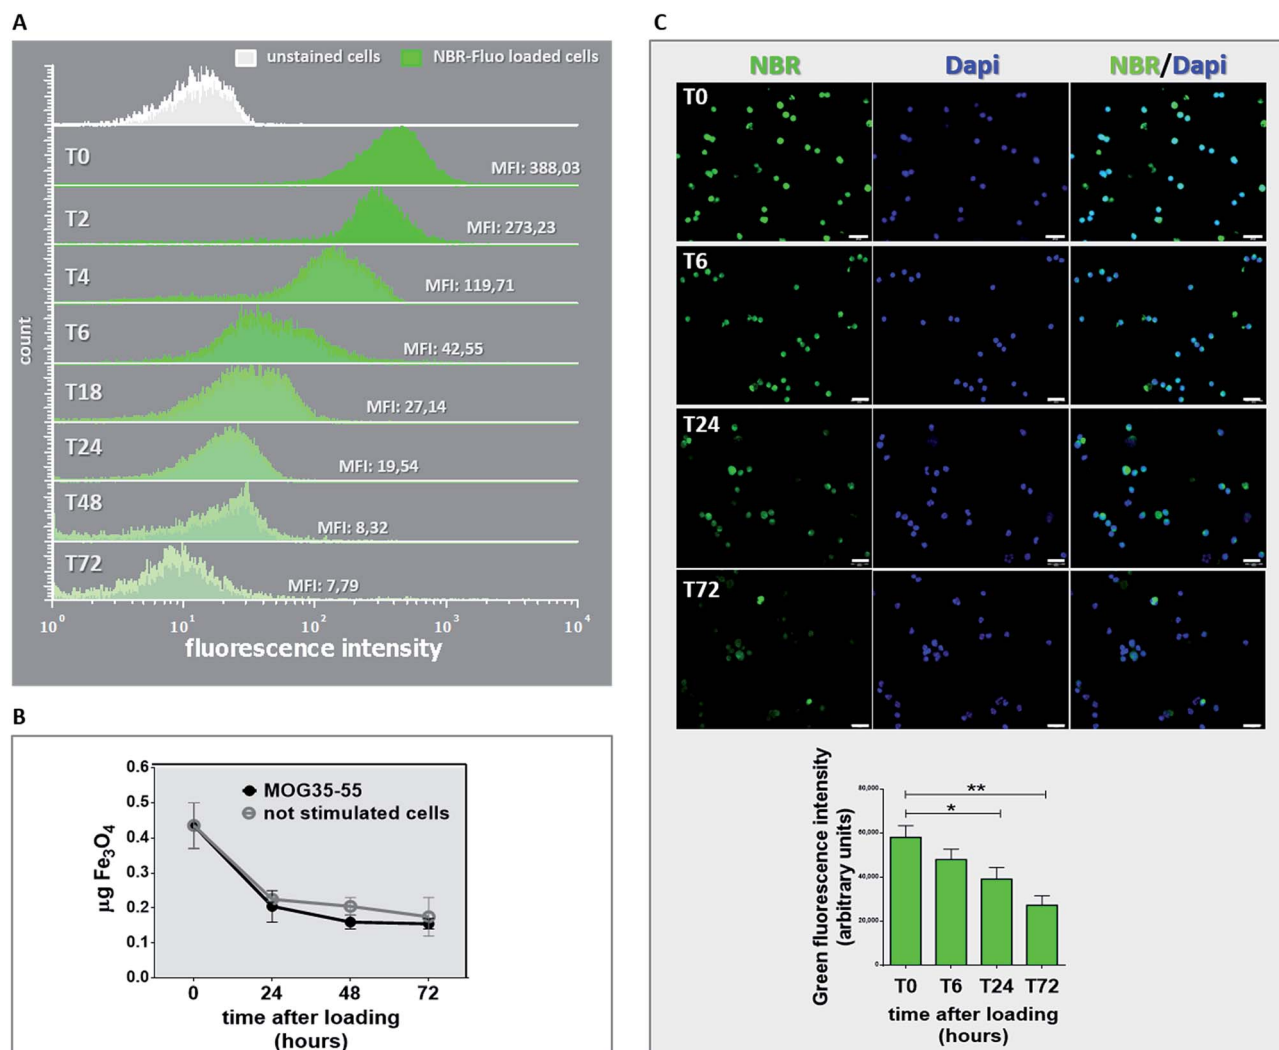 A
unstained cells
NBR-Fluo loaded cells
T0
MFI: 388,03
T2
MFI: 273,23
T4
MFI: 119,71
T6
MFI: 42,55
T18
MFI: 27,14
T24
MFI: 19,54
T48
MFI: 8,32
T72
MFI: 7,79
count
10⁰ 10¹ 10² 10³ 10⁴
fluorescence intensity
B
0.6
0.5
0.4
0.3
0.2
0.1
0.0
MOG35-55
not stimulated cells
µg Fe₃O₄
0 24 48 72
time after loading
(hours)
C
NBR Dapi NBR/Dapi
T0
T6
T24
T72
80,000
60,000
40,000
20,000
0
**
*
Green fluorescence intensity
(arbitrary units)
T0 T6 T24 T72
time after loading
(hours)